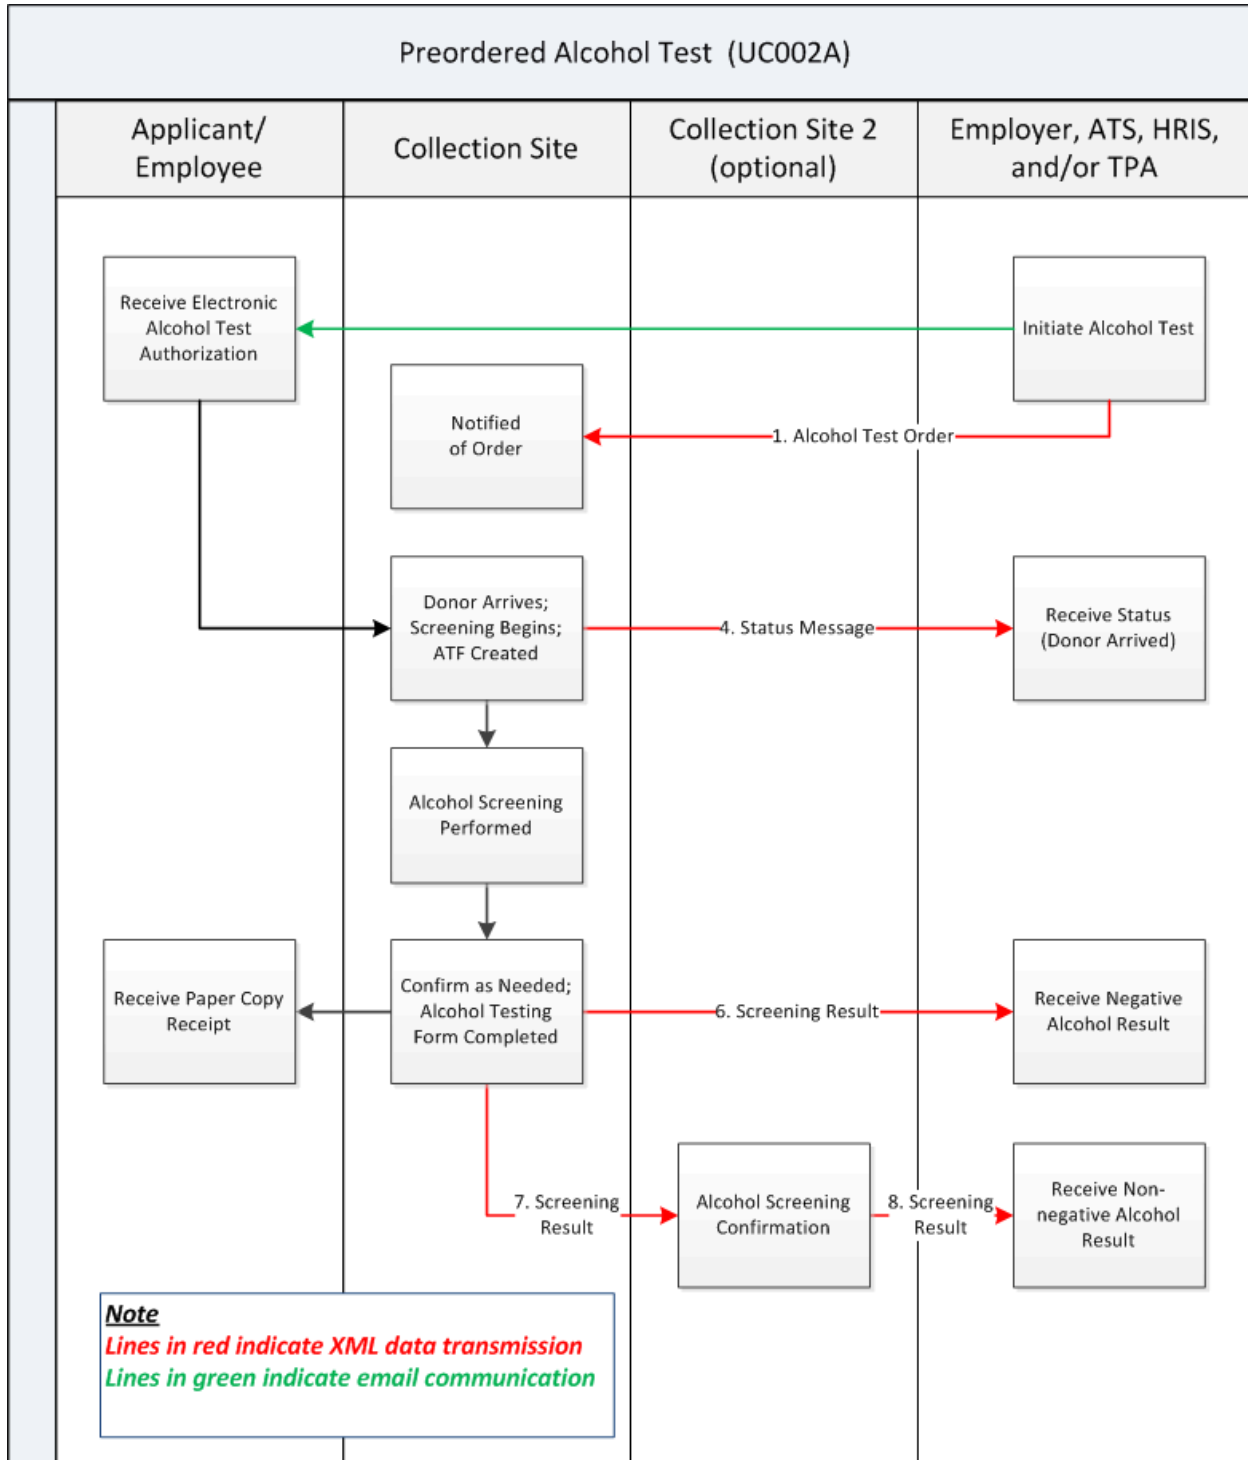 Preordered Alcohol Test (UC002A)
Applicant/
Employee
Collection Site
Collection Site 2
(optional)
Employer, ATS, HRIS,
and/or TPA
Receive Electronic
Alcohol Test
Authorization
Initiate Alcohol Test
Notified
of Order
1. Alcohol Test Order
Donor Arrives;
Screening Begins;
ATF Created
4. Status Message
Receive Status
(Donor Arrived)
Alcohol Screening
Performed
Receive Paper Copy
Receipt
Confirm as Needed;
Alcohol Testing
Form Completed
6. Screening Result
Receive Negative
Alcohol Result
7. Screening
Result
Alcohol Screening
Confirmation
8. Screening
Result
Receive Non-
negative Alcohol
Result
Note
Lines in red indicate XML data transmission
Lines in green indicate email communication